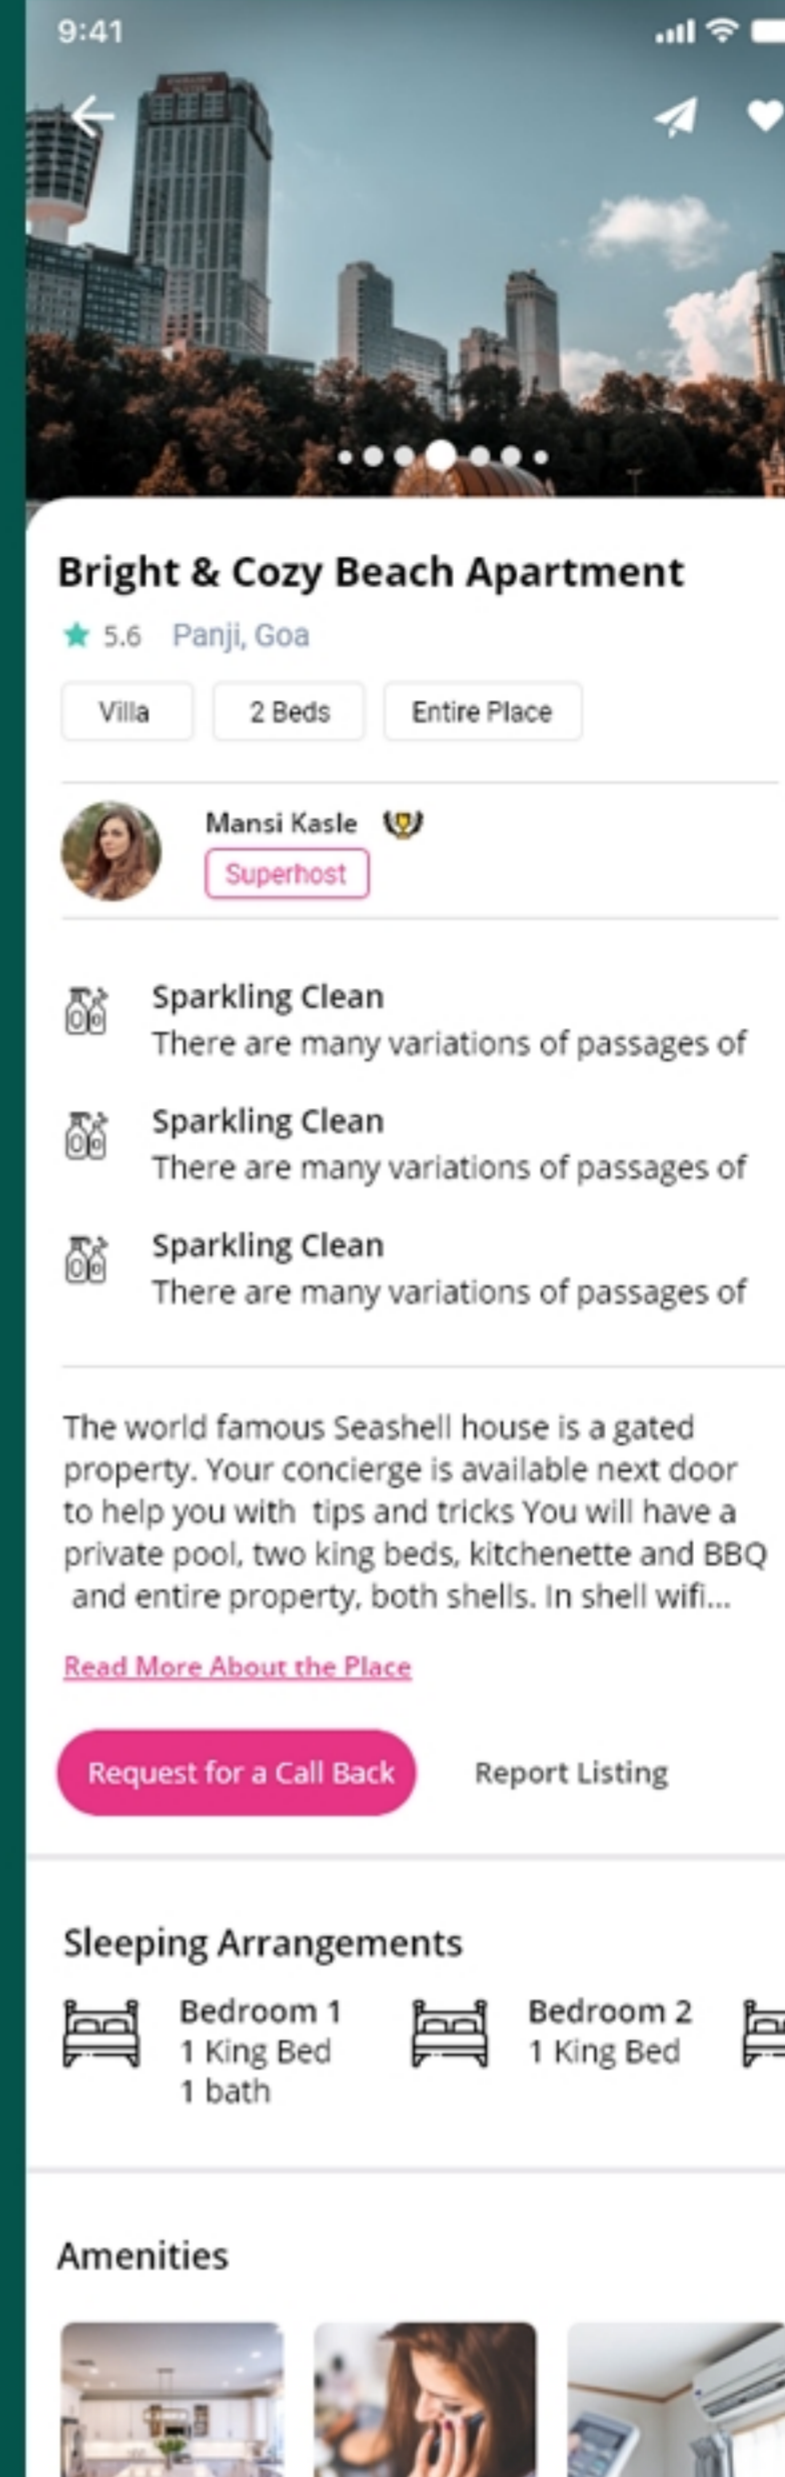 9:41
Bright & Cozy Beach Apartment
5.6 Panji, Goa
Villa 2 Beds Entire Place
Mansi Kasle
Superhost
Sparkling Clean
There are many variations of passages of
Sparkling Clean
There are many variations of passages of
Sparkling Clean
There are many variations of passages of
The world famous Seashell house is a gated
property. Your concierge is available next door
to help you with tips and tricks You will have a
private pool, two king beds, kitchenette and BBQ
and entire property, both shells. In shell wifi...
Read More About the Place
Request for a Call Back Report Listing
Sleeping Arrangements
Bedroom 1 Bedroom 2
1 King Bed 1 King Bed
1 bath
Amenities